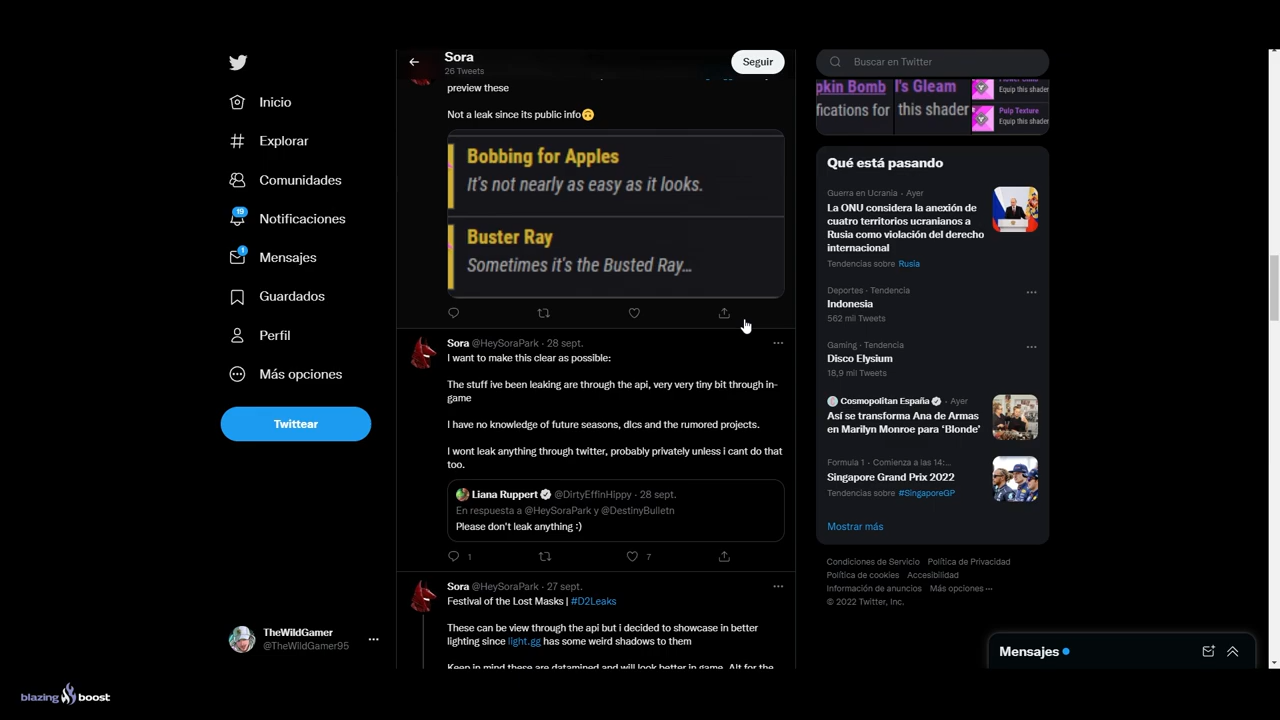 Sora
26 Tweets
Seguir
Buscar en Twitter
Inicio
Explorar
Comunidades
19
Notificaciones
1
Mensajes
Guardados
Perfil
Más opciones
Twittear
TheWildGamer
@TheWildGamer95
preview these
Not a leak since its public info🙃
Bobbing for Apples
It's not nearly as easy as it looks.
Buster Ray
Sometimes it's the Busted Ray...
Sora @HeySoraPark · 28 sept.
I want to make this clear as possible:
The stuff ive been leaking are through the api, very very tiny bit through in-
game
I have no knowledge of future seasons, dlcs and the rumored projects.
I wont leak anything through twitter, probably privately unless i cant do that
too.
Liana Ruppert @DirtyEffinHippy · 28 sept.
En respuesta a @HeySoraPark y @DestinyBulletn
Please don't leak anything :)
1
7
Sora @HeySoraPark · 27 sept.
Festival of the Lost Masks | #D2Leaks
These can be view through the api but i decided to showcase in better
lighting since light.gg has some weird shadows to them
Keep in mind these are datamined and will look better in game. Alt for the
pkin Bomb
fications for
I's Gleam
this shader
Equip this shader
Pulp Texture
Equip this shader
Qué está pasando
Guerra en Ucrania · Ayer
La ONU considera la anexión de
cuatro territorios ucranianos a
Rusia como violación del derecho
internacional
Tendencias sobre Rusia
Deportes · Tendencia
Indonesia
562 mil Tweets
Gaming · Tendencia
Disco Elysium
18,9 mil Tweets
Cosmopolitan España · Ayer
Así se transforma Ana de Armas
en Marilyn Monroe para ‘Blonde’
Formula 1 · Comienza a las 14:...
Singapore Grand Prix 2022
Tendencias sobre #SingaporeGP
Mostrar más
Condiciones de Servicio Política de Privacidad
Política de cookies Accesibilidad
Información de anuncios Más opciones ···
© 2022 Twitter, Inc.
Mensajes
blazing boost